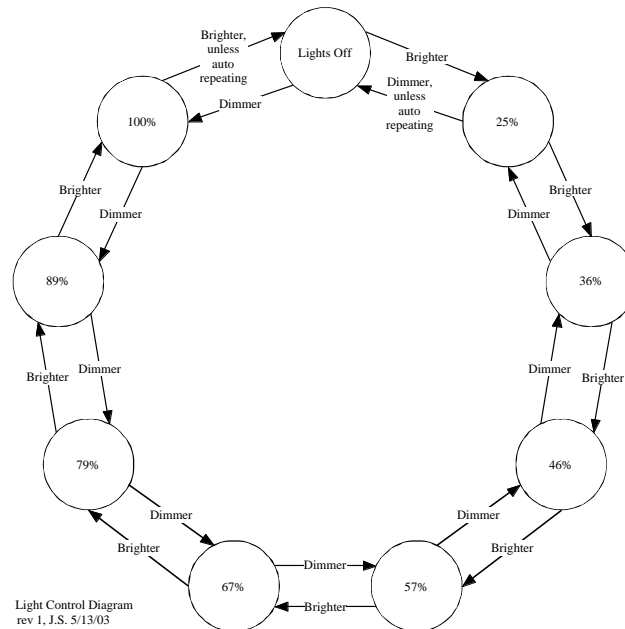 Brighter,
unless
auto
repeating
Lights Off
Brighter
Dimmer
Dimmer,
unless
auto
repeating
100%
25%
Brighter
Dimmer
Brighter
Dimmer
89%
36%
Brighter
Dimmer
Dimmer
Brighter
79%
46%
Dimmer
Brighter
Dimmer
Brighter
67%
Dimmer
Brighter
57%
Light Control Diagram
rev 1, J.S. 5/13/03